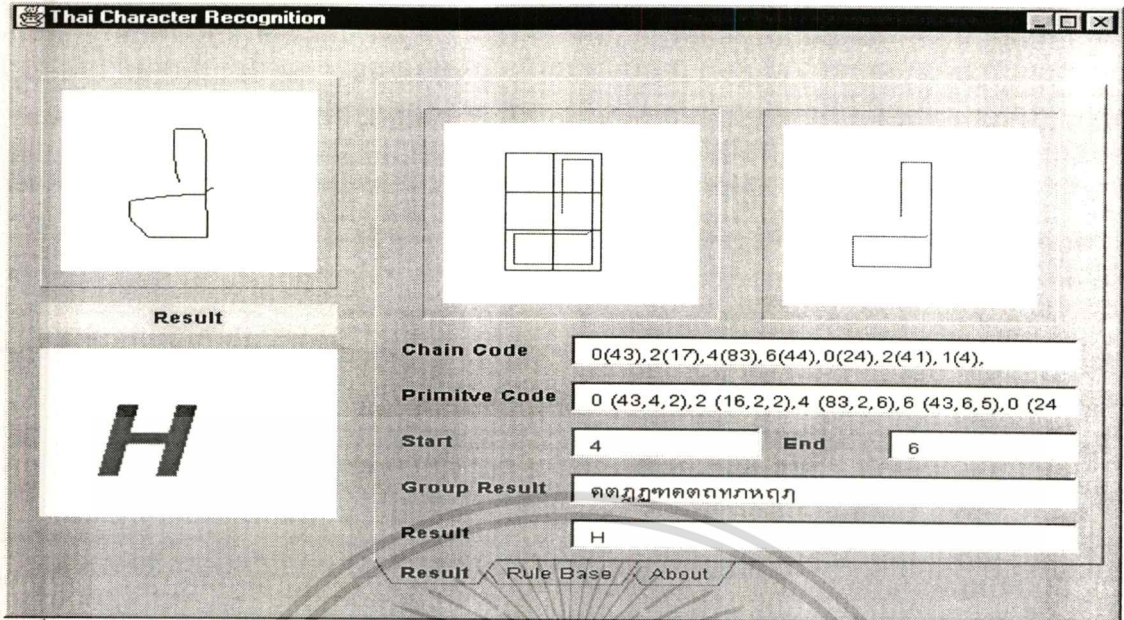 Thai Character Recognition
Result
H
Chain Code 0(43),2(17),4(83),6(44),0(24),2(41),1(4),
Primitve Code 0 (43,4,2),2 (16,2,2),4 (83,2,6),6 (43,6,5),0 (24
Start 4 End 6
Group Result ดตฎฏฑคตถทภหฤฦ
Result H
Result Rule Base About